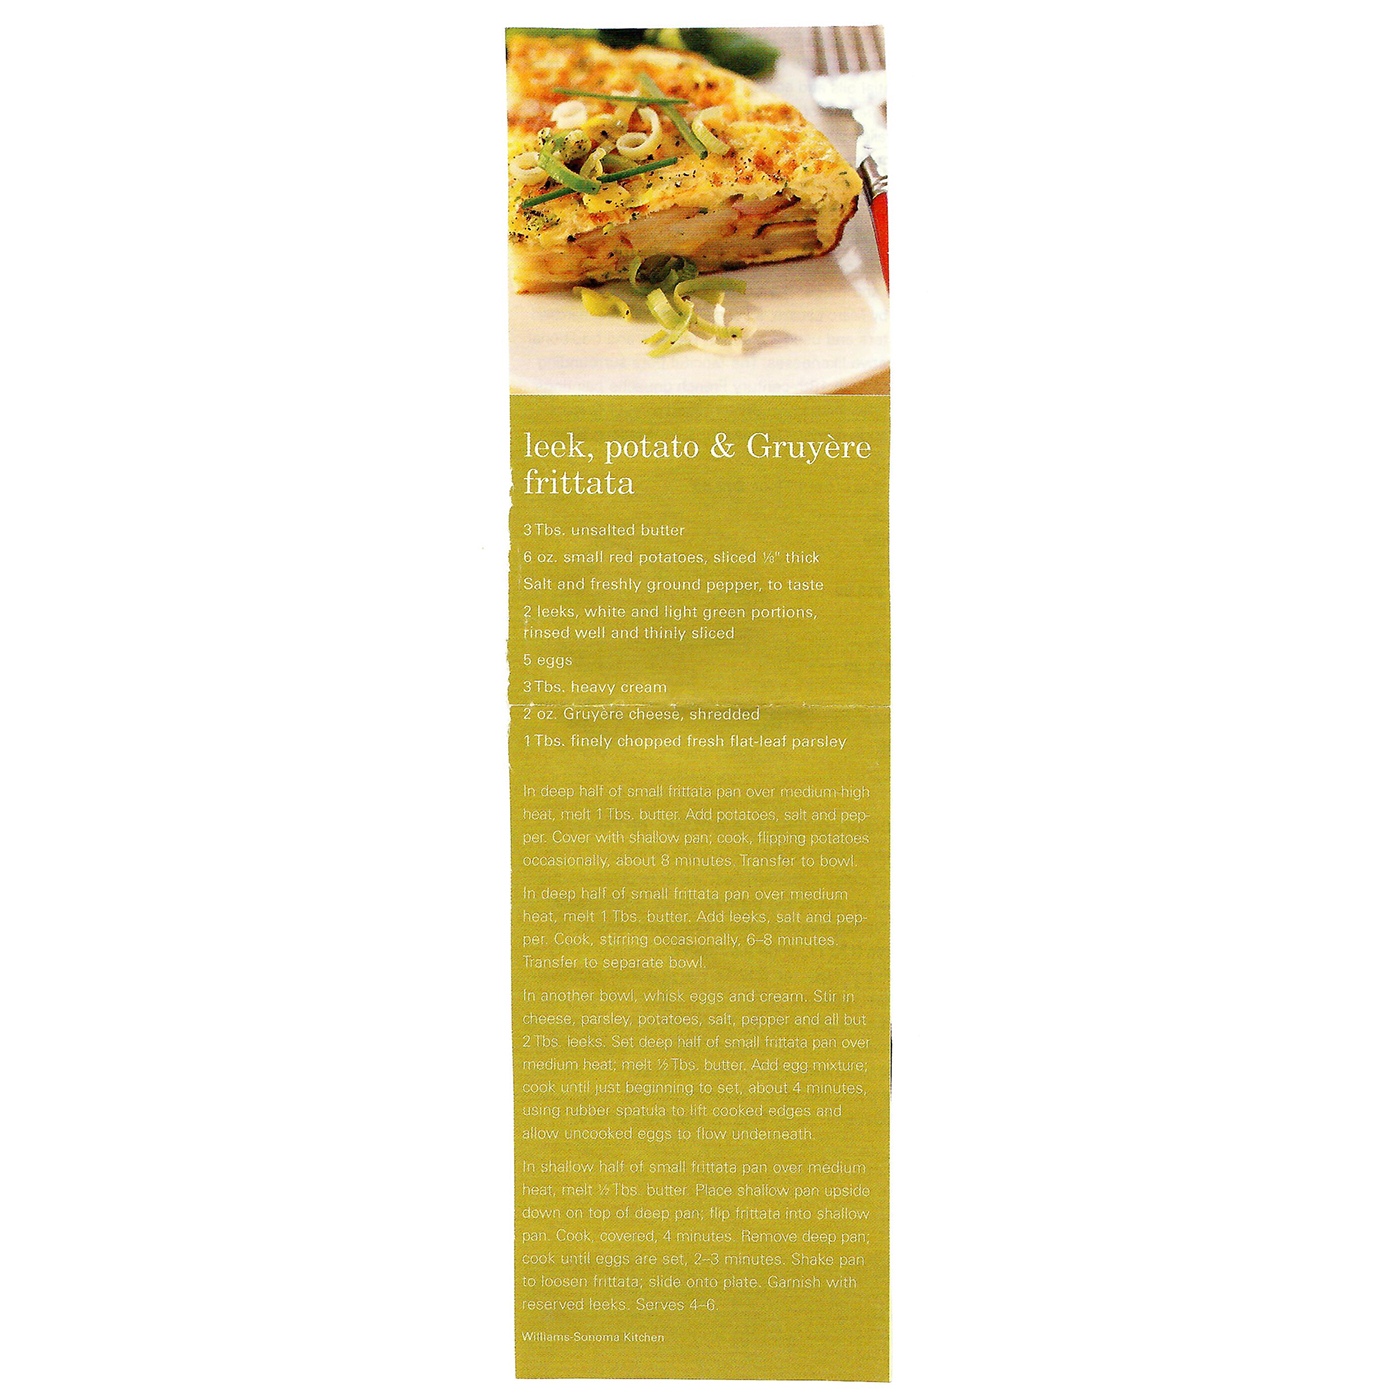 leek, potato & Gruyère
frittata
3 Tbs. unsalted butter
6 oz. small red potatoes, sliced ⅛" thick
Salt and freshly ground pepper, to taste
2 leeks, white and light green portions,
rinsed well and thinly sliced
5 eggs
3 Tbs. heavy cream
2 oz. Gruyère cheese, shredded
1 Tbs. finely chopped fresh flat-leaf parsley
In deep half of small frittata pan over medium-high
heat, melt 1 Tbs. butter. Add potatoes, salt and pep-
per. Cover with shallow pan; cook, flipping potatoes
occasionally, about 8 minutes. Transfer to bowl.
In deep half of small frittata pan over medium
heat, melt 1 Tbs. butter. Add leeks, salt and pep-
per. Cook, stirring occasionally, 6–8 minutes.
Transfer to separate bowl.
In another bowl, whisk eggs and cream. Stir in
cheese, parsley, potatoes, salt, pepper and all but
2 Tbs. leeks. Set deep half of small frittata pan over
medium heat; melt ½ Tbs. butter. Add egg mixture;
cook until just beginning to set, about 4 minutes,
using rubber spatula to lift cooked edges and
allow uncooked eggs to flow underneath.
In shallow half of small frittata pan over medium
heat, melt ½ Tbs. butter. Place shallow pan upside
down on top of deep pan; flip frittata into shallow
pan. Cook, covered, 4 minutes. Remove deep pan;
cook until eggs are set, 2–3 minutes. Shake pan
to loosen frittata; slide onto plate. Garnish with
reserved leeks. Serves 4–6.
Williams-Sonoma Kitchen